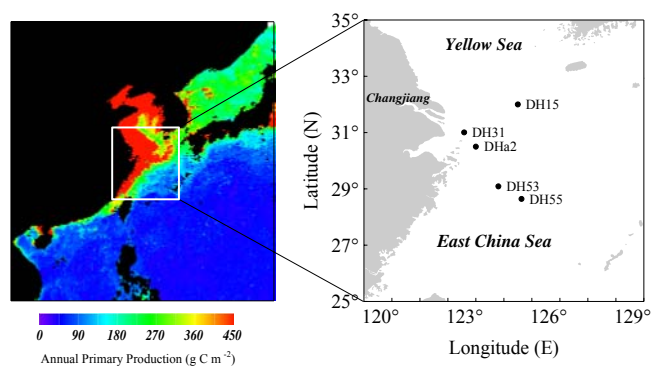 35°
Yellow Sea
33°
Changjiang
DH15
31°
DH31
DHa2
Latitude (N)
29°
DH53
DH55
27°
East China Sea
25°
120°
123°
126°
129°
Longitude (E)
0 90 180 270 360 450
Annual Primary Production (g C m -2)